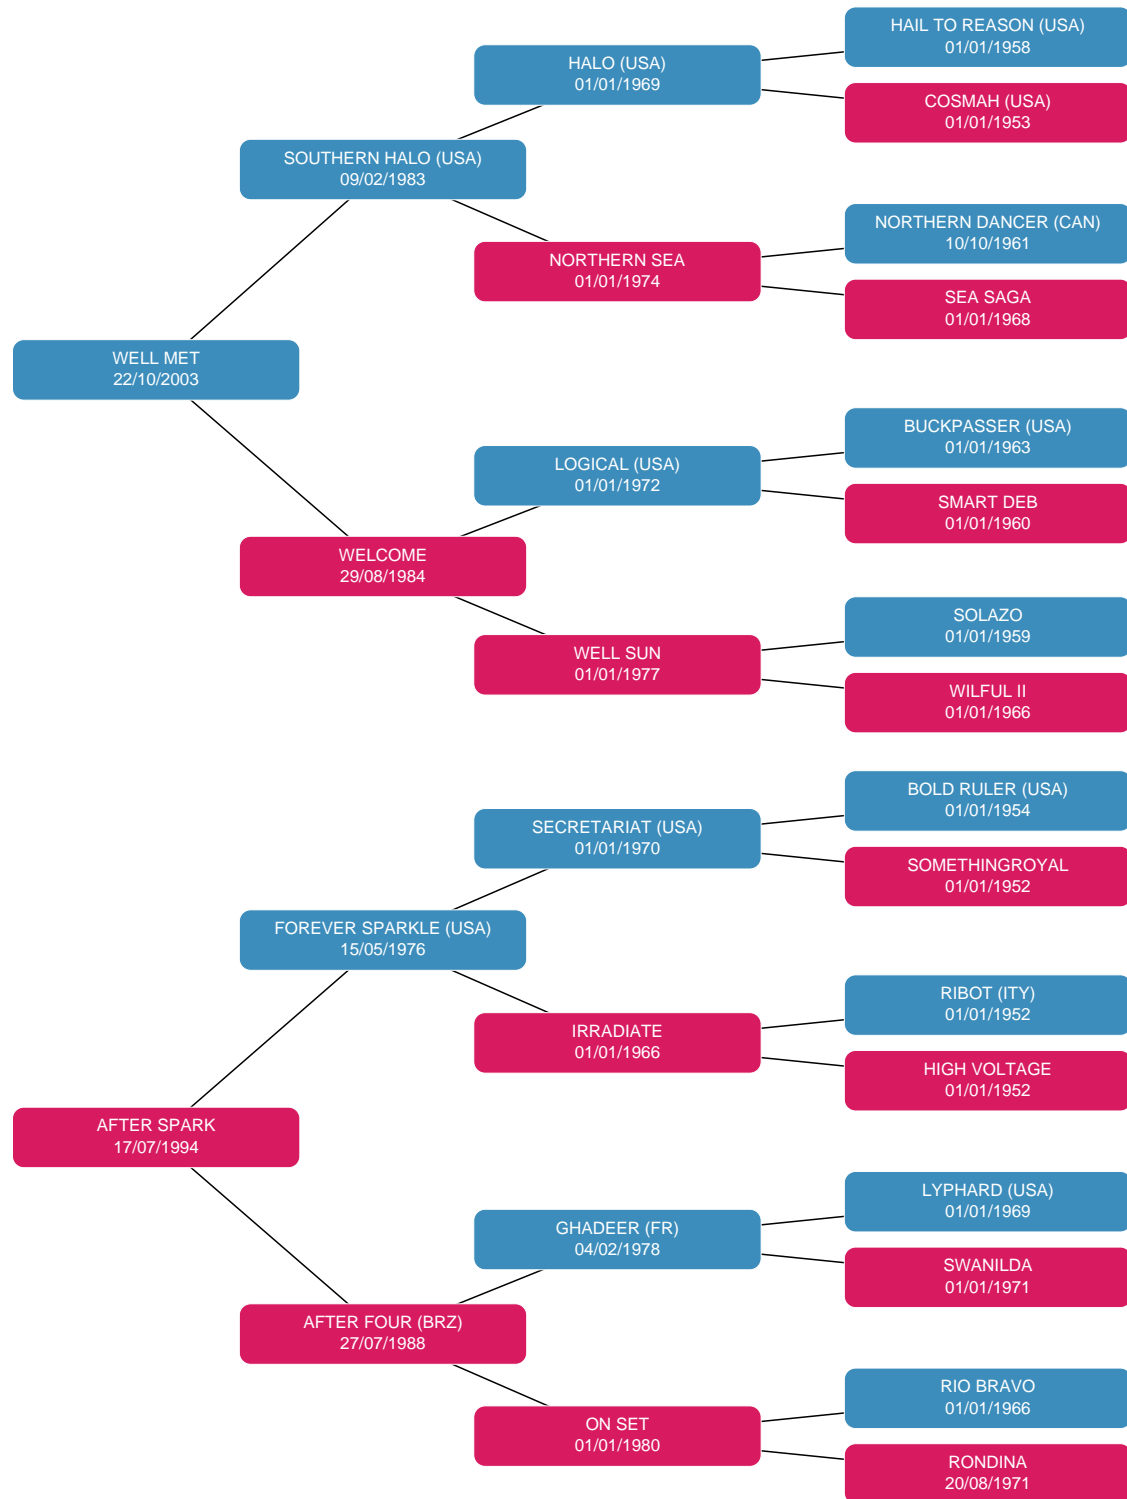 HAIL TO REASON (USA)
01/01/1958
HALO (USA)
01/01/1969
COSMAH (USA)
01/01/1953
SOUTHERN HALO (USA)
09/02/1983
NORTHERN DANCER (CAN)
10/10/1961
NORTHERN SEA
01/01/1974
SEA SAGA
01/01/1968
WELL MET
22/10/2003
BUCKPASSER (USA)
01/01/1963
LOGICAL (USA)
01/01/1972
SMART DEB
01/01/1960
WELCOME
29/08/1984
SOLAZO
01/01/1959
WELL SUN
01/01/1977
WILFUL II
01/01/1966
BOLD RULER (USA)
01/01/1954
SECRETARIAT (USA)
01/01/1970
SOMETHINGROYAL
01/01/1952
FOREVER SPARKLE (USA)
15/05/1976
RIBOT (ITY)
01/01/1952
IRRADIATE
01/01/1966
HIGH VOLTAGE
01/01/1952
AFTER SPARK
17/07/1994
LYPHARD (USA)
01/01/1969
GHADEER (FR)
04/02/1978
SWANILDA
01/01/1971
AFTER FOUR (BRZ)
27/07/1988
RIO BRAVO
01/01/1966
ON SET
01/01/1980
RONDINA
20/08/1971